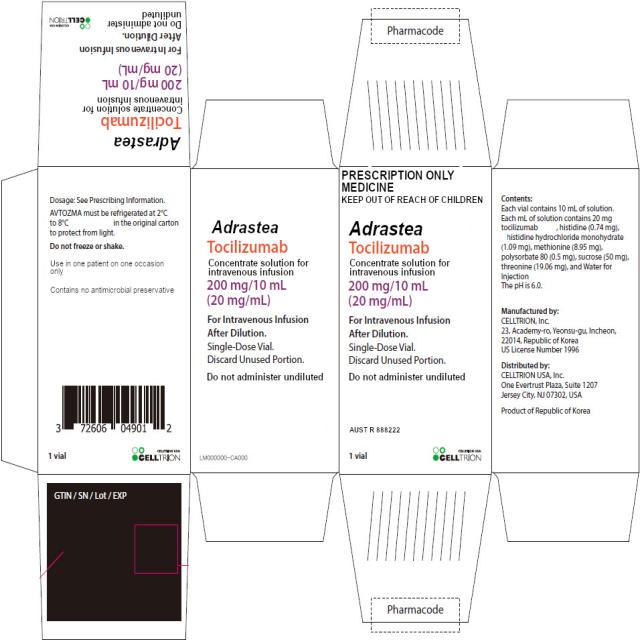 Pharmacode
Adrastea
Tocilizumab
Concentrate solution for
intravenous infusion
200 mg/10 mL
(20 mg/mL)
For Intravenous Infusion
After Dilution.
Do not administer
undiluted
CELLTRION USA
CELLTRION
Dosage: See Prescribing Information.
AVTOZMA must be refrigerated at 2°C
to 8°C in the original carton
to protect from light.
Do not freeze or shake.
Use in one patient on one occasion
only
Contains no antimicrobial preservative
3 72606 04901 2
1 vial
CELLTRION USA
CELLTRION
Adrastea
Tocilizumab
Concentrate solution for
intravenous infusion
200 mg/10 mL
(20 mg/mL)
For Intravenous Infusion
After Dilution.
Single-Dose Vial.
Discard Unused Portion.
Do not administer undiluted
LM000000-CA000
PRESCRIPTION ONLY
MEDICINE
KEEP OUT OF REACH OF CHILDREN
Adrastea
Tocilizumab
Concentrate solution for
intravenous infusion
200 mg/10 mL
(20 mg/mL)
For Intravenous Infusion
After Dilution.
Single-Dose Vial.
Discard Unused Portion.
Do not administer undiluted
AUST R 888222
1 vial
CELLTRION USA
CELLTRION
Contents:
Each vial contains 10 mL of solution.
Each mL of solution contains 20 mg
tocilizumab , histidine (0.74 mg),
histidine hydrochloride monohydrate
(1.09 mg), methionine (8.95 mg),
polysorbate 80 (0.5 mg), sucrose (50 mg),
threonine (19.06 mg), and Water for
Injection
The pH is 6.0.
Manufactured by:
CELLTRION, Inc.
23, Academy-ro, Yeonsu-gu, Incheon,
22014, Republic of Korea
US License Number 1996
Distributed by:
CELLTRION USA, Inc.
One Evertrust Plaza, Suite 1207
Jersey City, NJ 07302, USA
Product of Republic of Korea
GTIN / SN / Lot / EXP
Pharmacode